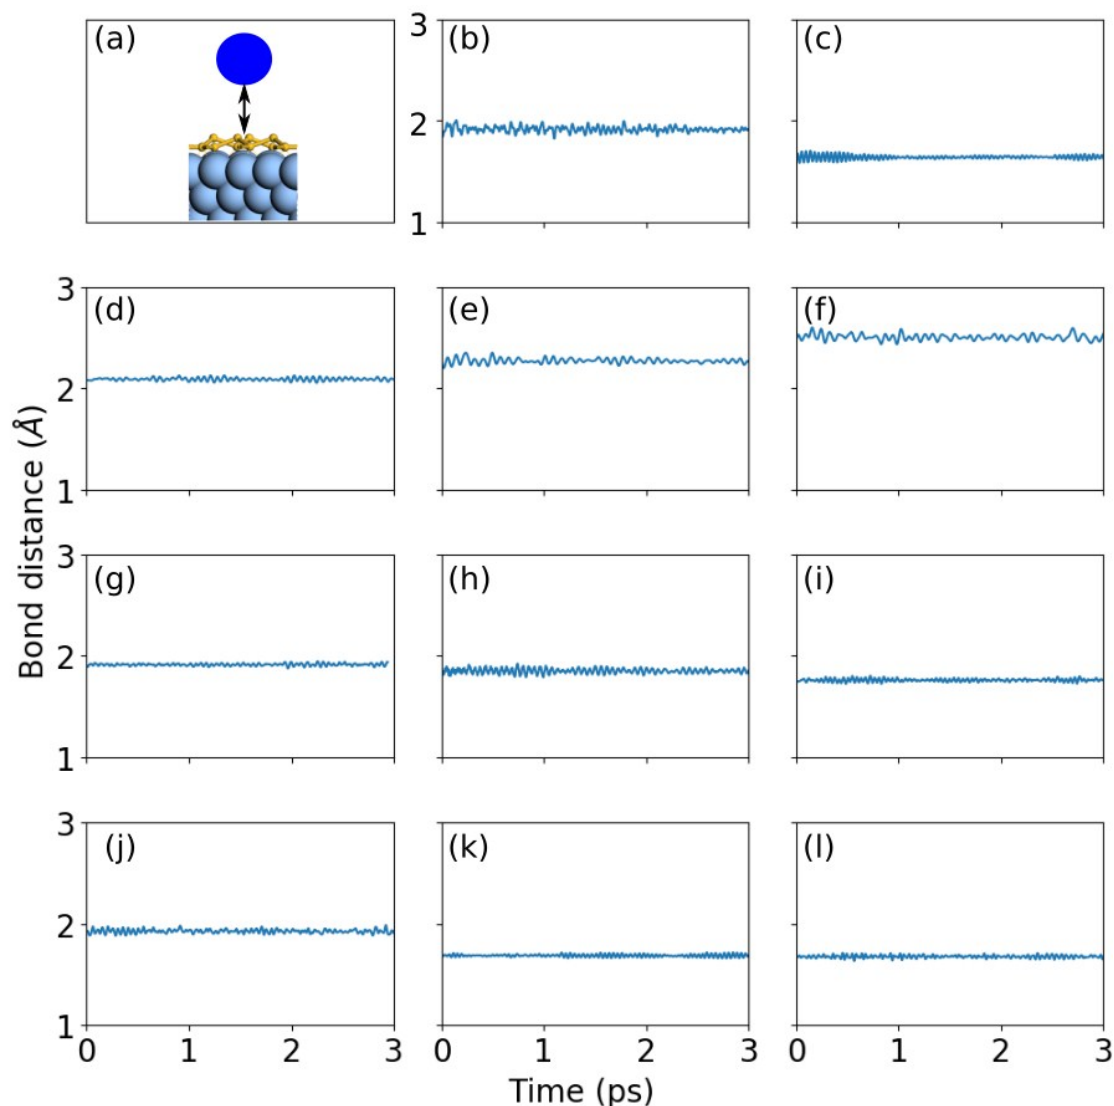 (a)
3
(b)
(c)
2
1
3
(d)
(e)
(f)
2
1
3
(g)
(h)
(i)
2
1
3
(j)
(k)
(l)
2
1
0 1 2 3 0 1 2 3 0 1 2 3
Bond distance (Å)
Time (ps)